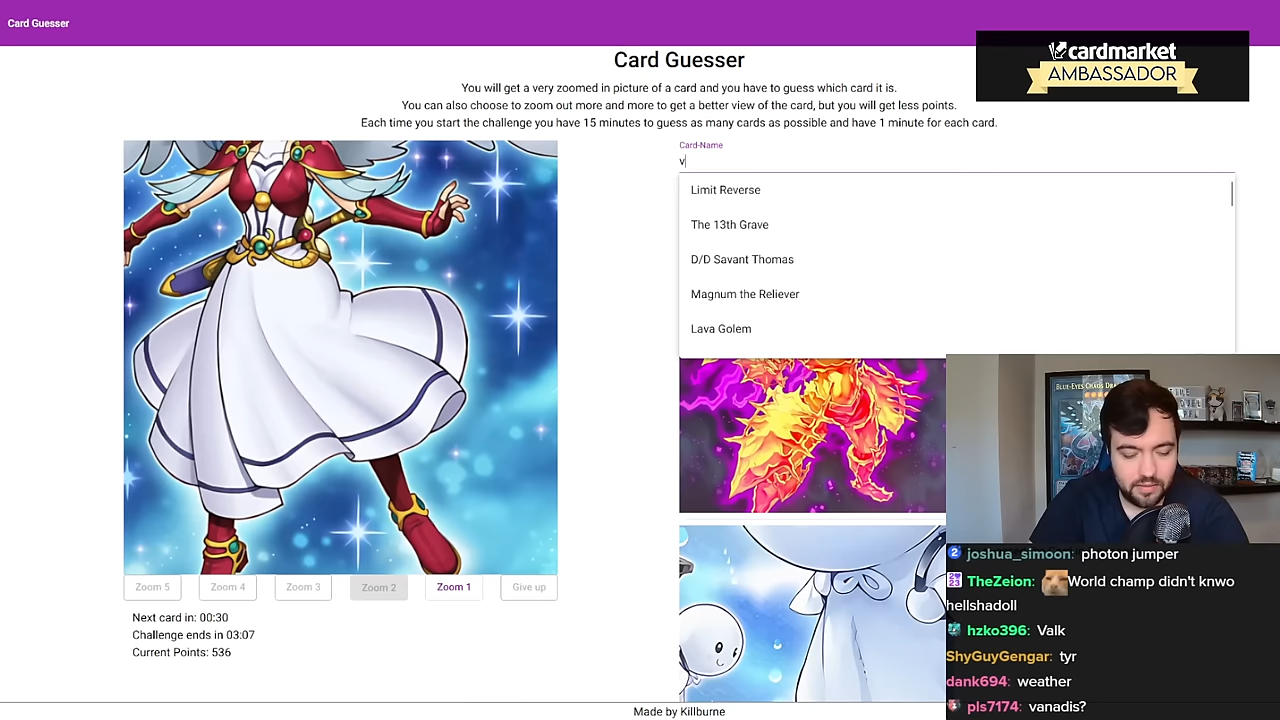 Card Guesser
cardmarket
AMBASSADOR
Card Guesser
You will get a very zoomed in picture of a card and you have to guess which card it is.
You can also choose to zoom out more and more to get a better view of the card, but you will get less points.
Each time you start the challenge you have 15 minutes to guess as many cards as possible and have 1 minute for each card.
Card-Name
v
Limit Reverse
The 13th Grave
D/D Savant Thomas
Magnum the Reliever
Lava Golem
BLUE-EYES CHAOS
Zoom 5 Zoom 4 Zoom 3 Zoom 2 Zoom 1 Give up
Next card in: 00:30
Challenge ends in 03:07
Current Points: 536
joshua_simoon: photon jumper
TheZeion: World champ didn't knwo
hellshadoll
hzko396: Valk
ShyGuyGengar: tyr
dank694: weather
pls7174: vanadis?
Made by Killburne